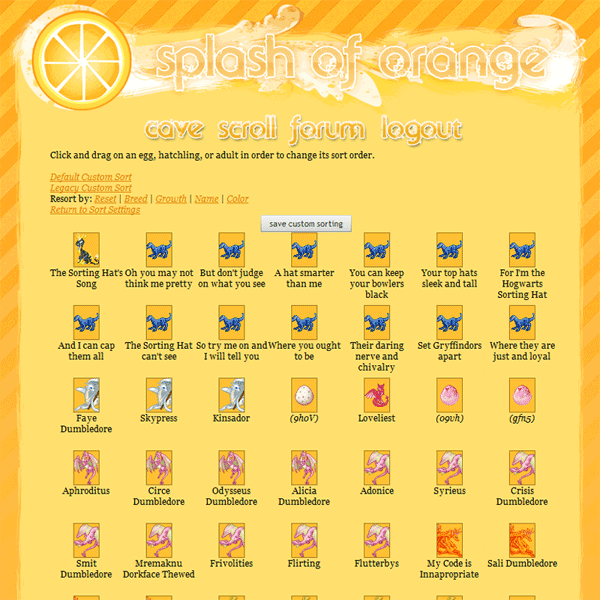 splash of orange
cave scroll forum logout
Click and drag on an egg, hatchling, or adult in order to change its sort order.
Default Custom Sort
Legacy Custom Sort
Resort by: Reset | Breed | Growth | Name | Color
Return to Sort Settings
save custom sorting
The Sorting Hat's Song
Oh you may not think me pretty
But don't judge on what you see
A hat smarter than me
You can keep your bowlers black
Your top hats sleek and tall
For I'm the Hogwarts Sorting Hat
And I can cap them all
The Sorting Hat can't see
So try me on and I will tell you
Where you ought to be
Their daring nerve and chivalry
Set Gryffindors apart
Where they are just and loyal
Faye Dumbledore
Skypress
Kinsador
(9hoV)
Loveliest
(o9vh)
(gfn5)
Aphroditus
Circe Dumbledore
Odysseus Dumbledore
Alicia Dumbledore
Adonice
Syrieus
Crisis Dumbledore
Smit Dumbledore
Mremaknu Dorkface Thewed
Frivolities
Flirting
Flutterbys
My Code is Innapropriate
Sali Dumbledore